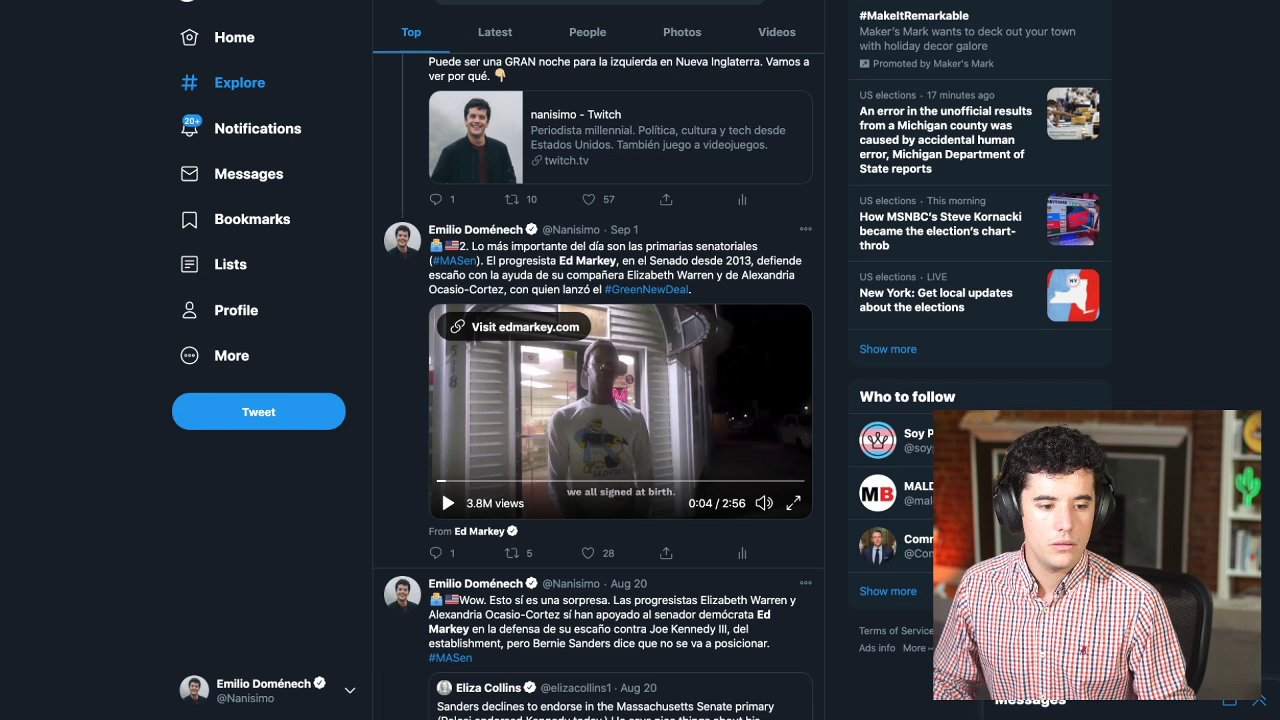 Home
Explore
20+
Notifications
Messages
Bookmarks
Lists
Profile
More
Tweet
Emilio Doménech
@Nanisimo
Top
Latest
People
Photos
Videos
Puede ser una GRAN noche para la izquierda en Nueva Inglaterra. Vamos a
ver por qué.
nanisimo - Twitch
Periodista millennial. Política, cultura y tech desde
Estados Unidos. También juego a videojuegos.
twitch.tv
1
10
57
Emilio Doménech @Nanisimo · Sep 1
2. Lo más importante del día son las primarias senatoriales
(#MASen). El progresista Ed Markey, en el Senado desde 2013, defiende
escaño con la ayuda de su compañera Elizabeth Warren y de Alexandria
Ocasio-Cortez, con quien lanzó el #GreenNewDeal.
Visit edmarkey.com
we all signed at birth.
3.8M views
0:04 / 2:56
From Ed Markey
1
5
28
Emilio Doménech @Nanisimo · Aug 20
Wow. Esto sí es una sorpresa. Las progresistas Elizabeth Warren y
Alexandria Ocasio-Cortez sí han apoyado al senador demócrata Ed
Markey en la defensa de su escaño contra Joe Kennedy III, del
establishment, pero Bernie Sanders dice que no se va a posicionar.
#MASen
Eliza Collins @elizacollins1 · Aug 20
Sanders declines to endorse in the Massachusetts Senate primary
#MakeItRemarkable
Maker's Mark wants to deck out your town
with holiday decor galore
Promoted by Maker's Mark
US elections · 17 minutes ago
An error in the unofficial results
from a Michigan county was
caused by accidental human
error, Michigan Department of
State reports
US elections · This morning
How MSNBC's Steve Kornacki
became the election's chart-
throb
US elections · LIVE
New York: Get local updates
about the elections
NY
Show more
Who to follow
Soy P
@soy
MB
MALD
@mal
Com
@Con
Show more
Terms of Service
Ads info More
Messages